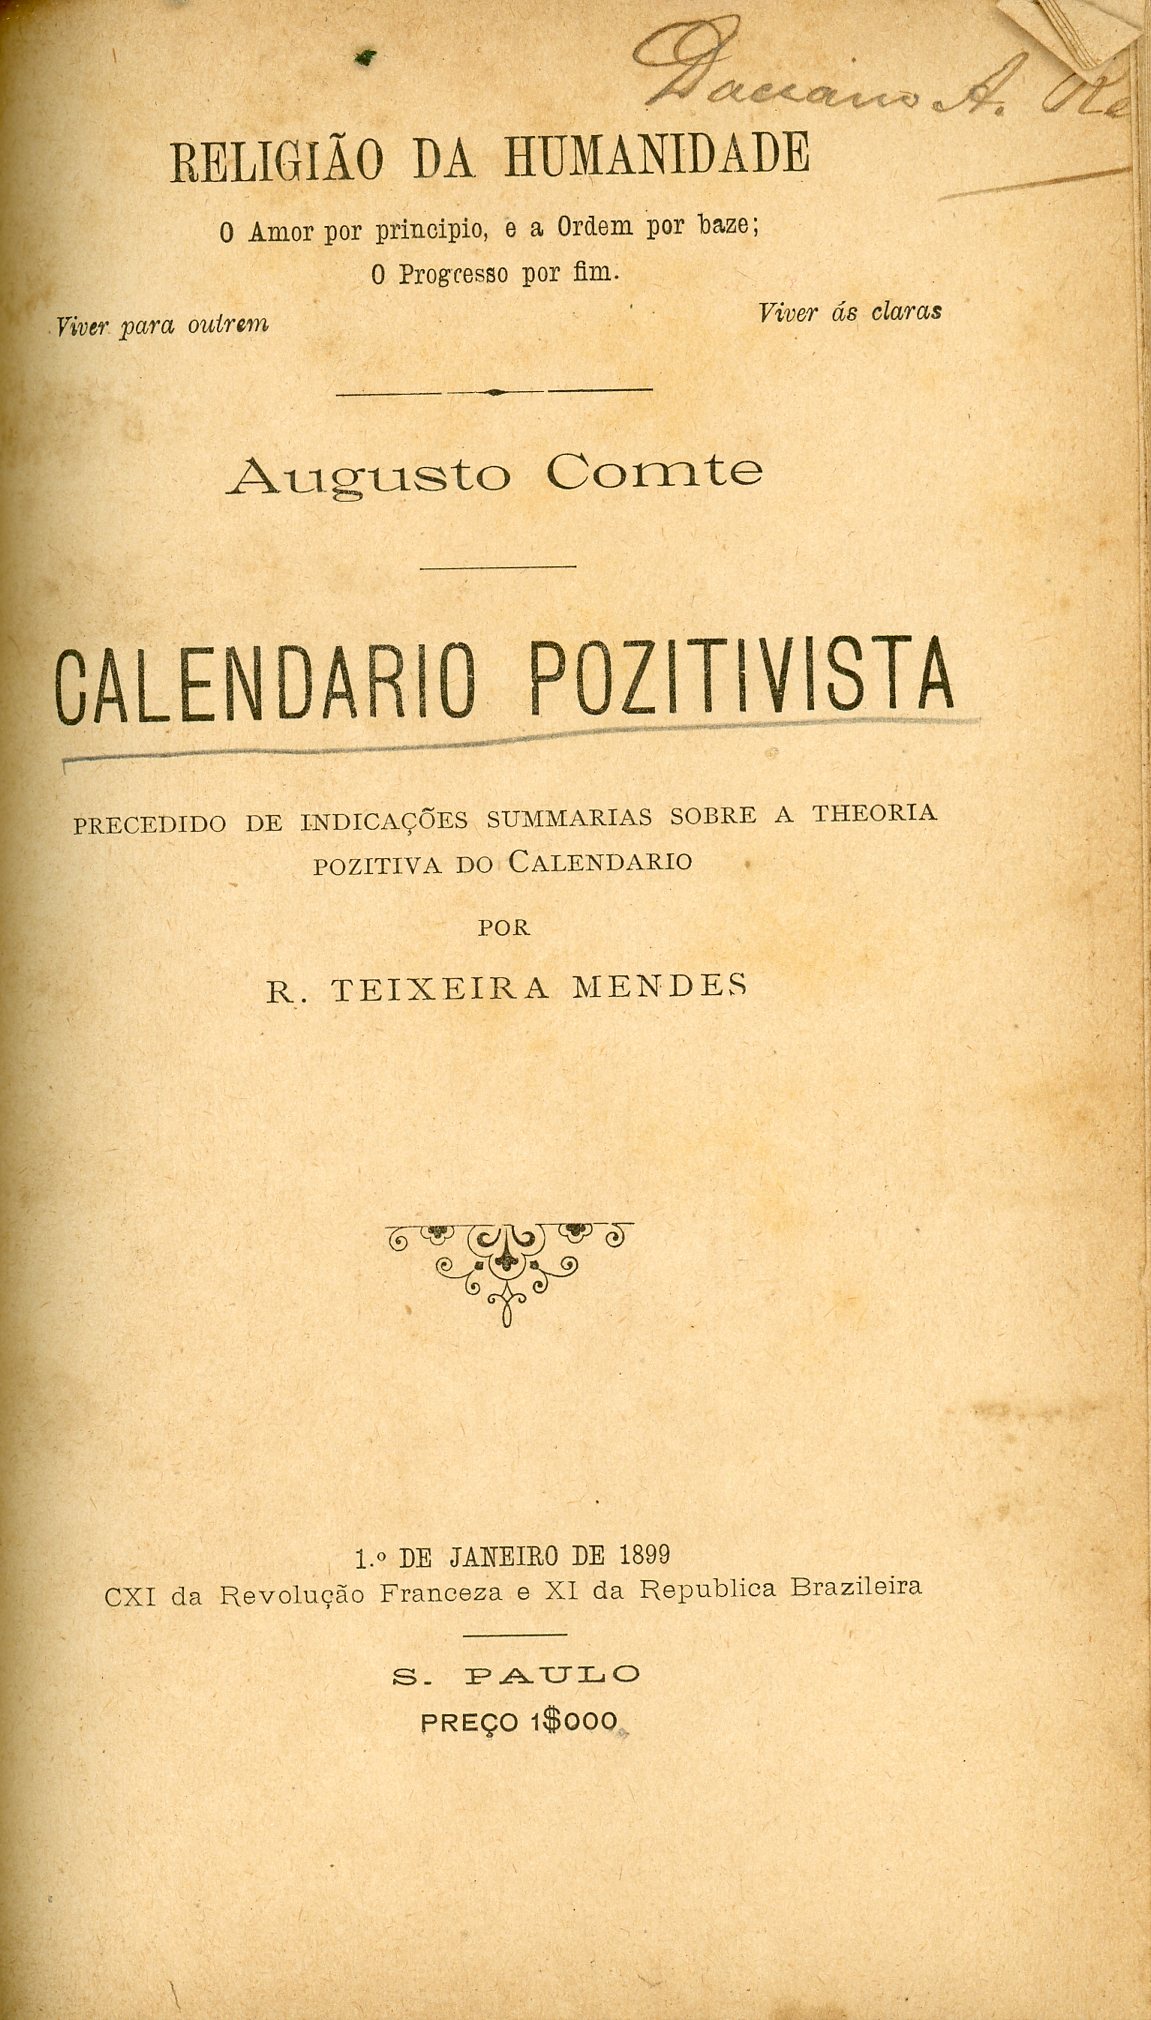 Daciano A.
RELIGIÃO DA HUMANIDADE
O Amor por principio, e a Ordem por baze;
O Progresso por fim.
Viver para outrem Viver ás claras
Augusto Comte
CALENDARIO POZITIVISTA
PRECEDIDO DE INDICAÇÕES SUMMARIAS SOBRE A THEORIA
POZITIVA DO CALENDARIO
POR
R. TEIXEIRA MENDES
1.º DE JANEIRO DE 1899
CXI da Revolução Franceza e XI da Republica Brazileira
S. PAULO
PREÇO 1$000